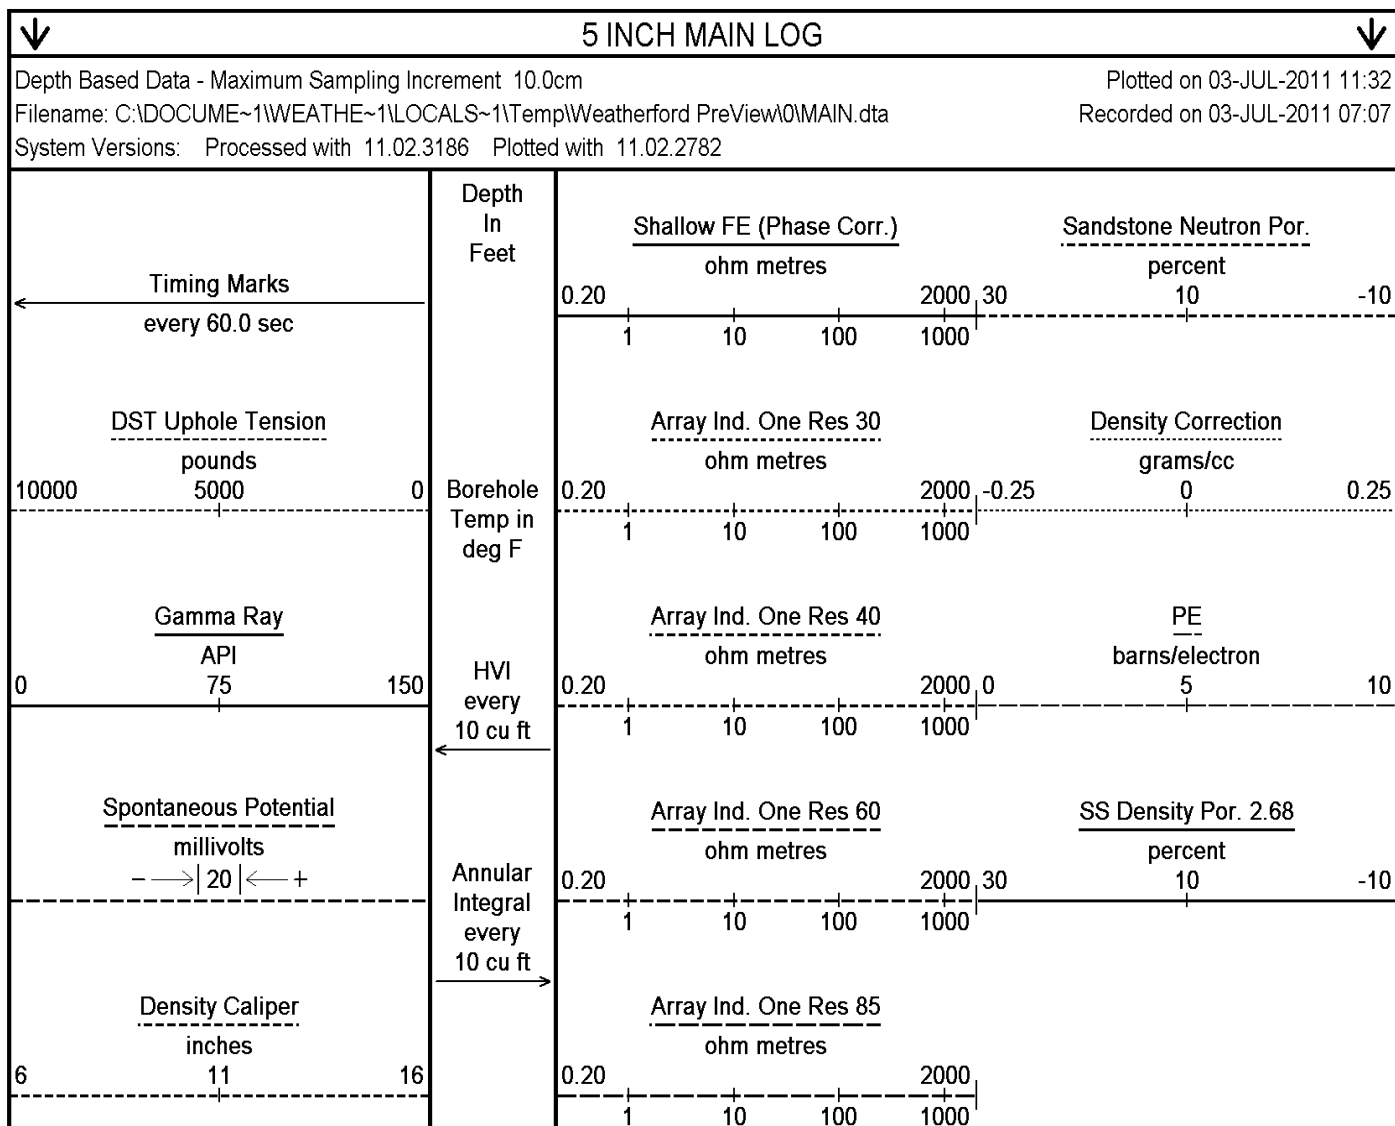 5 INCH MAIN LOG
Depth Based Data - Maximum Sampling Increment 10.0cm
Plotted on 03-JUL-2011 11:32
Filename: C:\DOCUME~1\WEATHE~1\LOCALS~1\Temp\Weatherford PreView\0\MAIN.dta
Recorded on 03-JUL-2011 07:07
System Versions: Processed with 11.02.3186 Plotted with 11.02.2782
Timing Marks
every 60.0 sec
DST Uphole Tension
pounds
10000 5000 0
Gamma Ray
API
0 75 150
Spontaneous Potential
millivolts
− 20 +
Density Caliper
inches
6 11 16
Depth
In
Feet
Borehole
Temp in
deg F
HVI
every
10 cu ft
Annular
Integral
every
10 cu ft
Shallow FE (Phase Corr.)
ohm metres
0.20 2000
1 10 100 1000
Array Ind. One Res 30
ohm metres
0.20 2000
1 10 100 1000
Array Ind. One Res 40
ohm metres
0.20 2000
1 10 100 1000
Array Ind. One Res 60
ohm metres
0.20 2000
1 10 100 1000
Array Ind. One Res 85
ohm metres
0.20 2000
1 10 100 1000
Sandstone Neutron Por.
percent
30 10 -10
Density Correction
grams/cc
-0.25 0 0.25
PE
barns/electron
0 5 10
SS Density Por. 2.68
percent
30 10 -10